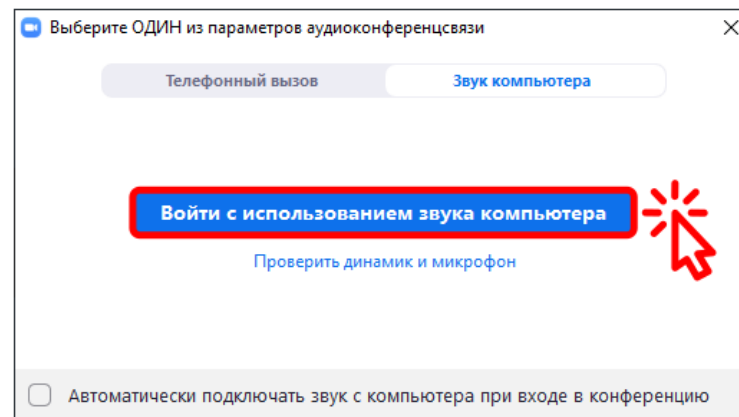 Выберите ОДИН из параметров аудиоконференцсвязи
Телефонный вызов
Звук компьютера
Войти с использованием звука компьютера
Проверить динамик и микрофон
Автоматически подключать звук с компьютера при входе в конференцию